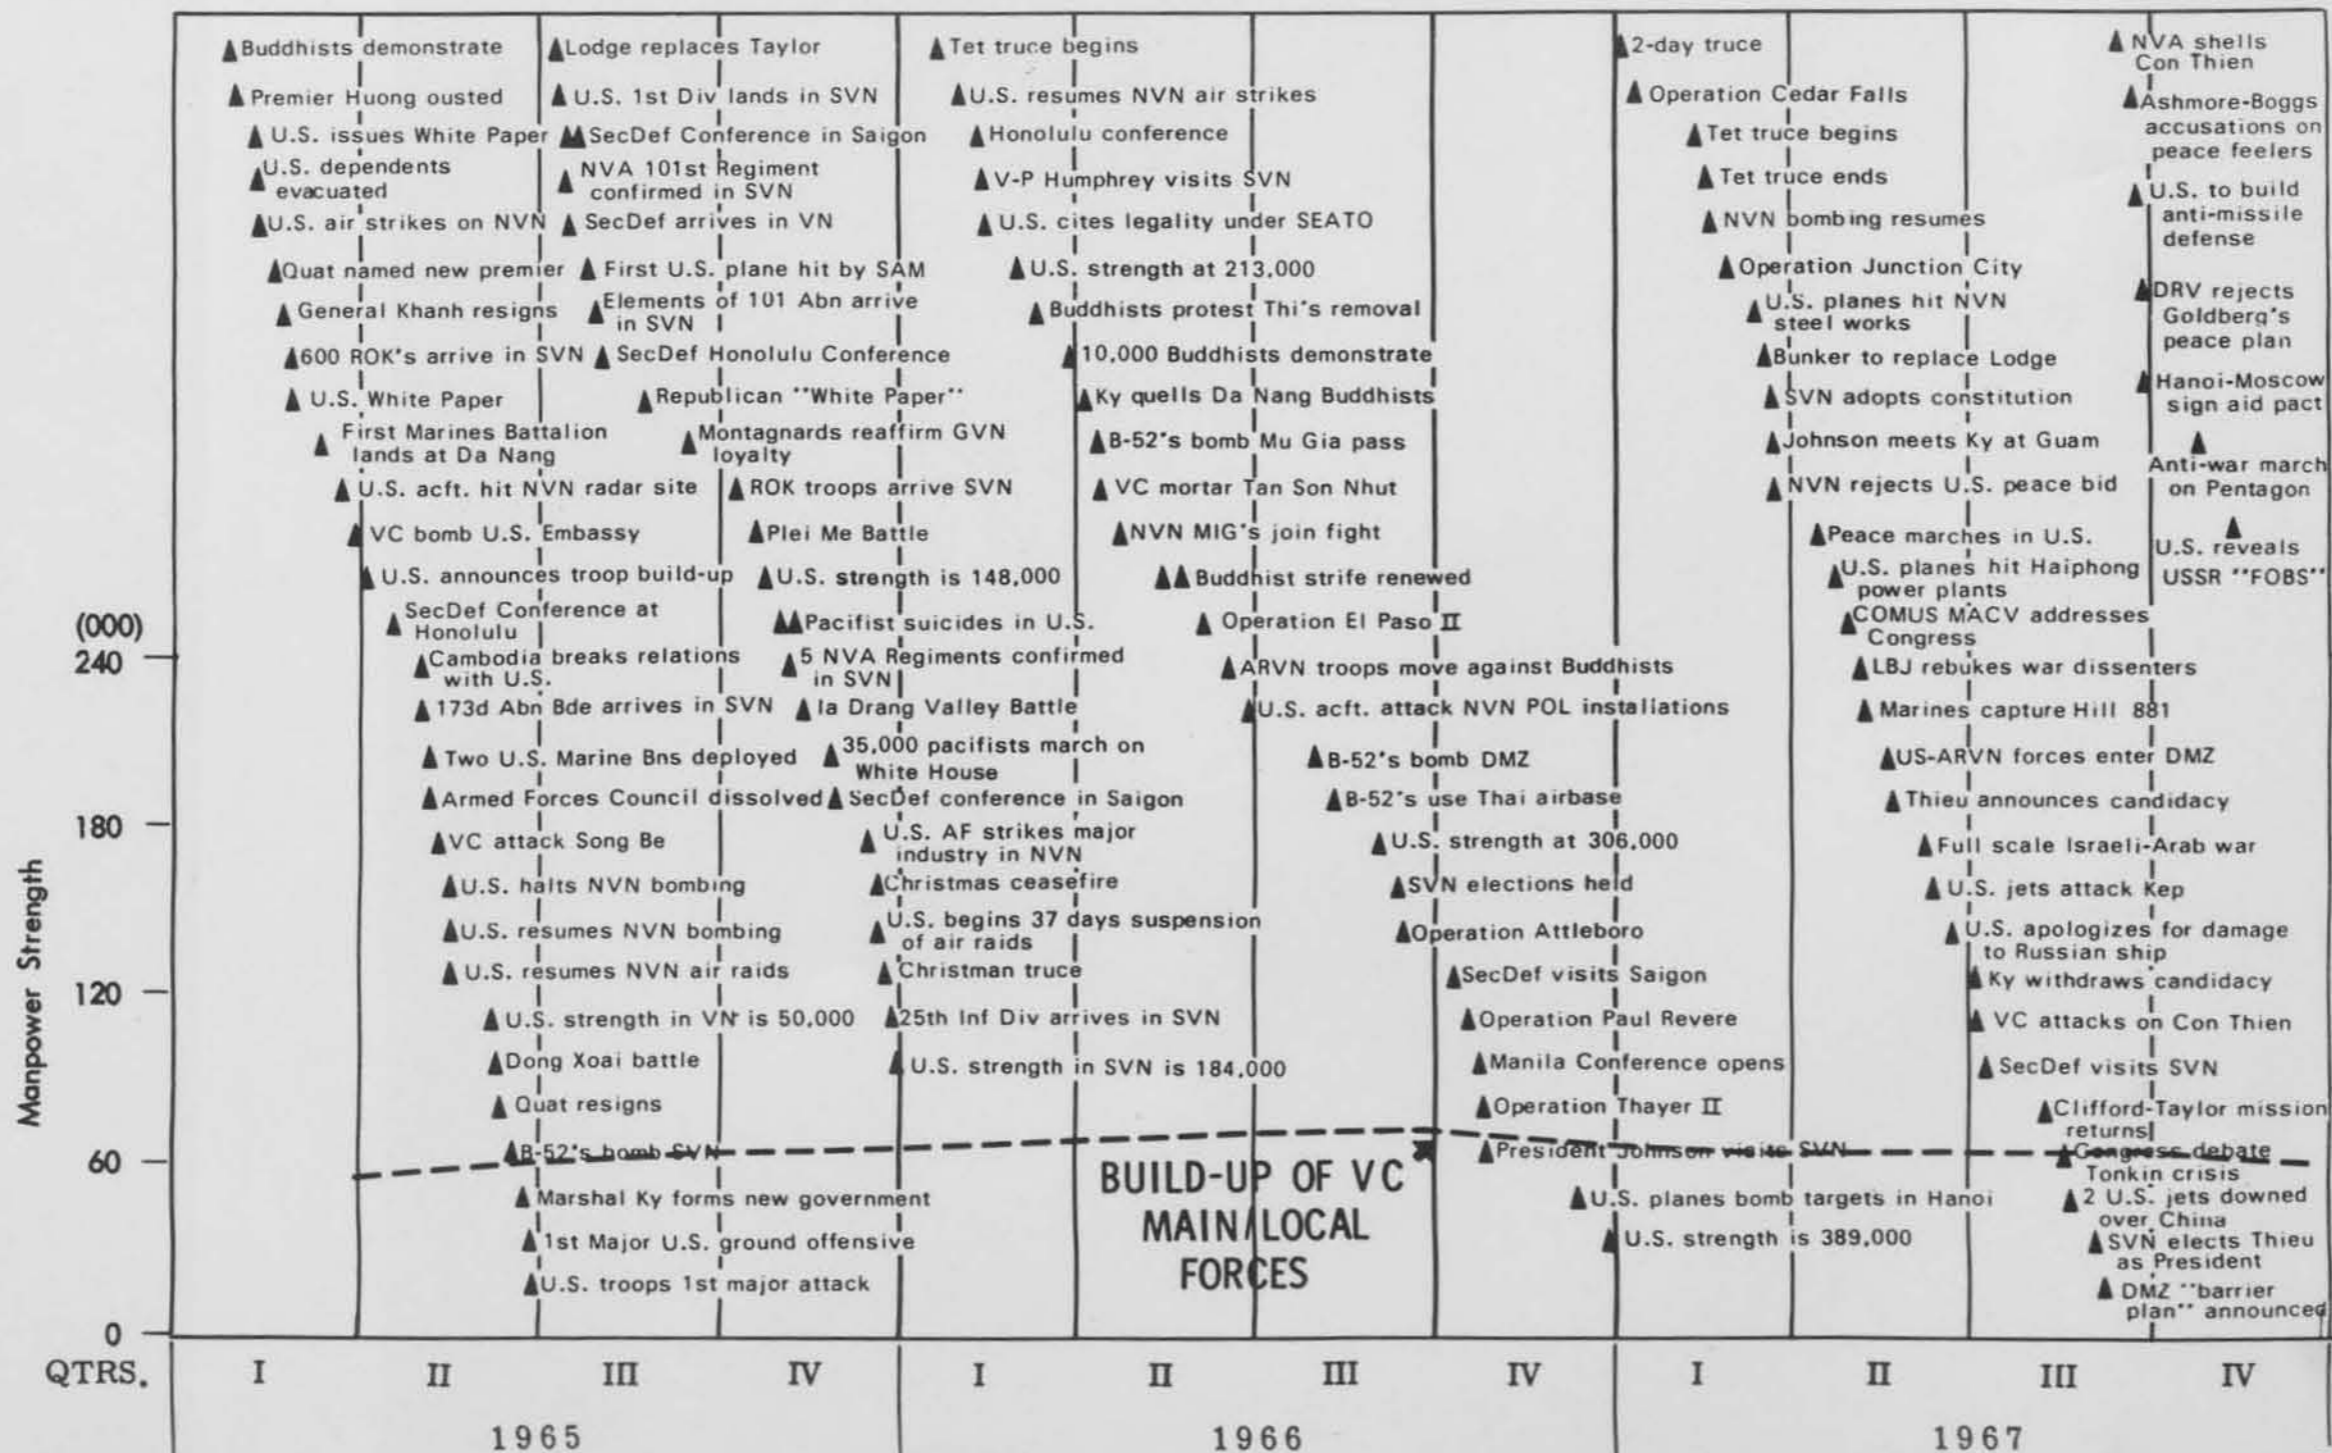 Buddhists demonstrate
Premier Huong ousted
U.S. issues White Paper
U.S. dependents
evacuated
U.S. air strikes on NVN
Quat named new premier
General Khanh resigns
600 ROK's arrive in SVN
U.S. White Paper
First Marines Battalion
lands at Da Nang
U.S. acft. hit NVN radar site
VC bomb U.S. Embassy
U.S. announces troop build-up
SecDef Conference at
Honolulu
Cambodia breaks relations
with U.S.
173d Abn Bde arrives in SVN
Two U.S. Marine Bns deployed
Armed Forces Council dissolved
VC attack Song Be
U.S. halts NVN bombing
U.S. resumes NVN bombing
U.S. resumes NVN air raids
U.S. strength in VN is 50,000
Dong Xoai battle
Quat resigns
B-52's bomb SVN
Marshal Ky forms new government
1st Major U.S. ground offensive
U.S. troops 1st major attack
Lodge replaces Taylor
U.S. 1st Div lands in SVN
SecDef Conference in Saigon
NVA 101st Regiment
confirmed in SVN
SecDef arrives in VN
First U.S. plane hit by SAM
Elements of 101 Abn arrive
in SVN
SecDef Honolulu Conference
Republican "White Paper"
Montagnards reaffirm GVN
loyalty
ROK troops arrive SVN
Plei Me Battle
U.S. strength is 148,000
Pacifist suicides in U.S.
5 NVA Regiments confirmed
in SVN
Ia Drang Valley Battle
35,000 pacifists march on
White House
SecDef conference in Saigon
U.S. AF strikes major
industry in NVN
Christmas ceasefire
U.S. begins 37 days suspension
of air raids
Christman truce
25th Inf Div arrives in SVN
U.S. strength in SVN is 184,000
Tet truce begins
U.S. resumes NVN air strikes
Honolulu conference
V-P Humphrey visits SVN
U.S. cites legality under SEATO
U.S. strength at 213,000
Buddhists protest Thi's removal
10,000 Buddhists demonstrate
Ky quells Da Nang Buddhists
B-52's bomb Mu Gia pass
VC mortar Tan Son Nhut
NVN MIG's join fight
Buddhist strife renewed
Operation El Paso II
ARVN troops move against Buddhists
U.S. acft. attack NVN POL installations
B-52's bomb DMZ
B-52's use Thai airbase
U.S. strength at 306,000
SVN elections held
Operation Attleboro
SecDef visits Saigon
Operation Paul Revere
Manila Conference opens
Operation Thayer II
President Johnson visits SVN
U.S. planes bomb targets in Hanoi
U.S. strength is 389,000
BUILD-UP OF VC
MAIN/LOCAL
FORCES
2-day truce
Operation Cedar Falls
Tet truce begins
Tet truce ends
NVN bombing resumes
Operation Junction City
U.S. planes hit NVN
steel works
Bunker to replace Lodge
SVN adopts constitution
Johnson meets Ky at Guam
NVN rejects U.S. peace bid
Peace marches in U.S.
U.S. planes hit Haiphong
power plants
COMUS MACV addresses
Congress
LBJ rebukes war dissenters
Marines capture Hill 881
US-ARVN forces enter DMZ
Thieu announces candidacy
Full scale Israeli-Arab war
U.S. jets attack Kep
U.S. apologizes for damage
to Russian ship
Ky withdraws candidacy
VC attacks on Con Thien
SecDef visits SVN
Clifford-Taylor mission
returns
Congress debate
Tonkin crisis
2 U.S. jets downed
over China
SVN elects Thieu
as President
DMZ "barrier
plan" announced
NVA shells
Con Thien
Ashmore-Boggs
accusations on
peace feelers
U.S. to build
anti-missile
defense
DRV rejects
Goldberg's
peace plan
Hanoi-Moscow
sign aid pact
Anti-war march
on Pentagon
U.S. reveals
USSR "FOBS"
Manpower Strength
(000)
240
180
120
60
0
QTRS. I II III IV I II III IV I II III IV
1965 1966 1967